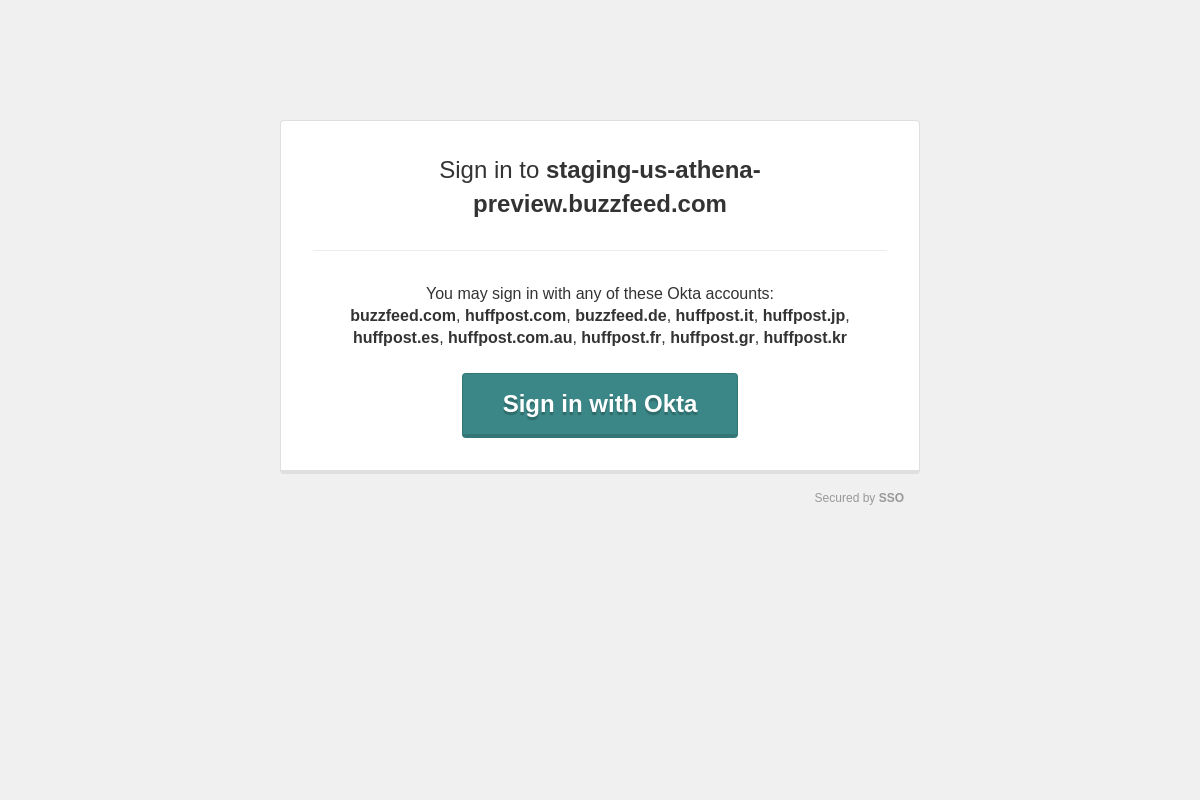 Sign in to staging-us-athena-
preview.buzzfeed.com
You may sign in with any of these Okta accounts:
buzzfeed.com, huffpost.com, buzzfeed.de, huffpost.it, huffpost.jp,
huffpost.es, huffpost.com.au, huffpost.fr, huffpost.gr, huffpost.kr
Sign in with Okta
Secured by SSO